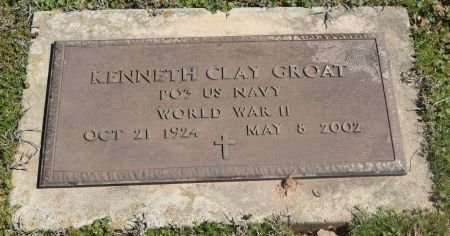 KENNETH CLAY GROAT
PO3 US NAVY
WORLD WAR II
OCT 21 1924 MAY 8 2002